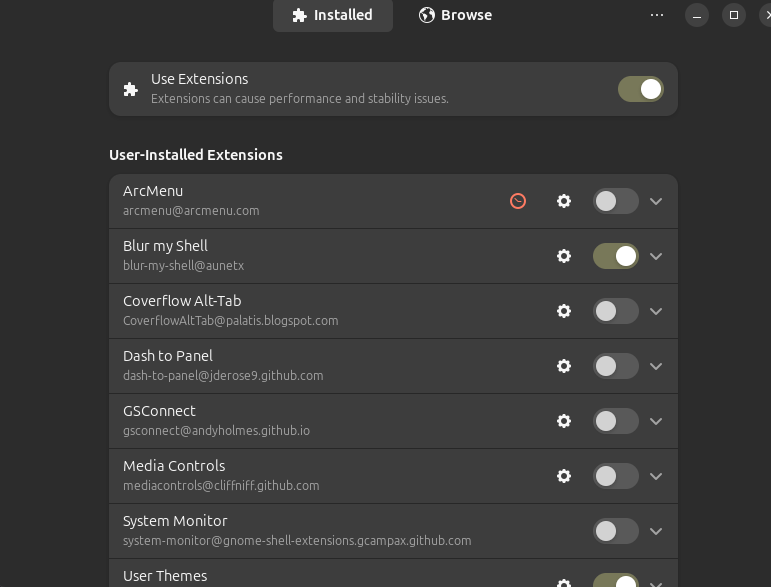 Installed
Browse
Use Extensions
Extensions can cause performance and stability issues.
User-Installed Extensions
ArcMenu
arcmenu@arcmenu.com
Blur my Shell
blur-my-shell@aunetx
Coverflow Alt-Tab
CoverflowAltTab@palatis.blogspot.com
Dash to Panel
dash-to-panel@jderose9.github.com
GSConnect
gsconnect@andyholmes.github.io
Media Controls
mediacontrols@cliffniff.github.com
System Monitor
system-monitor@gnome-shell-extensions.gcampax.github.com
User Themes